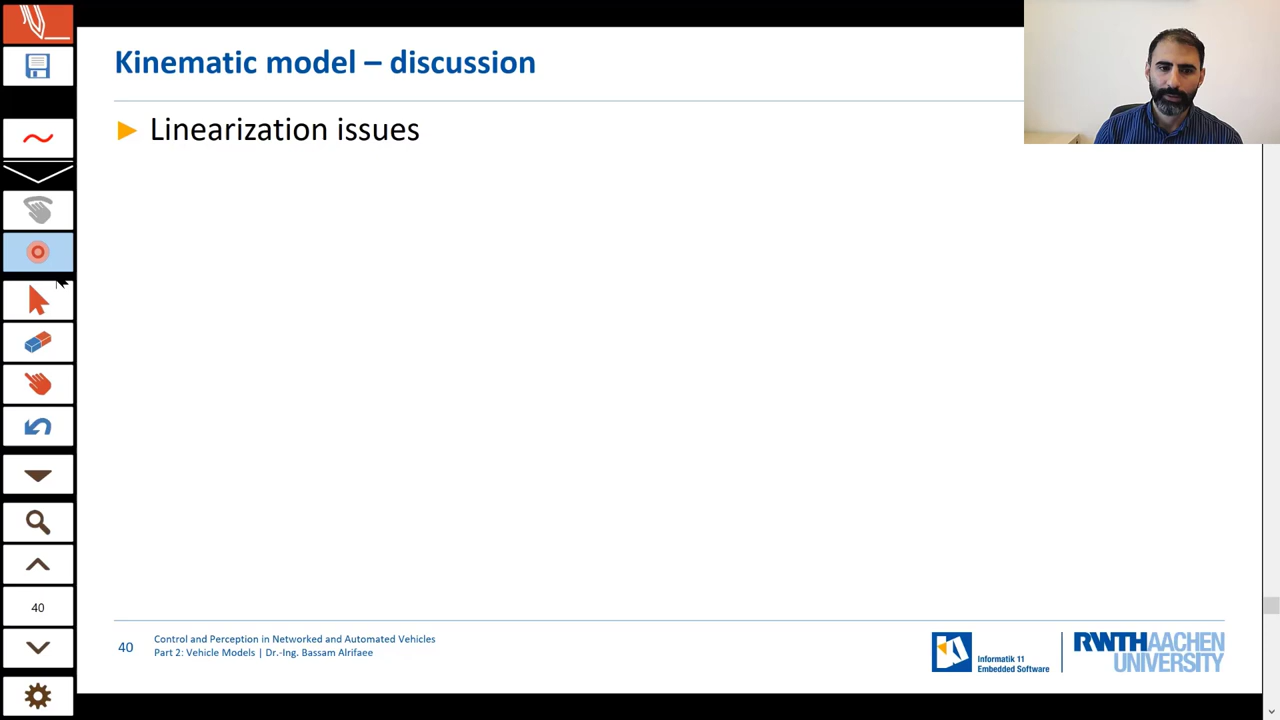 Kinematic model – discussion
► Linearization issues
40
40
Control and Perception in Networked and Automated Vehicles
Part 2: Vehicle Models | Dr.-Ing. Bassam Alrifaee
Informatik 11
Embedded Software
RWTHAACHEN
UNIVERSITY